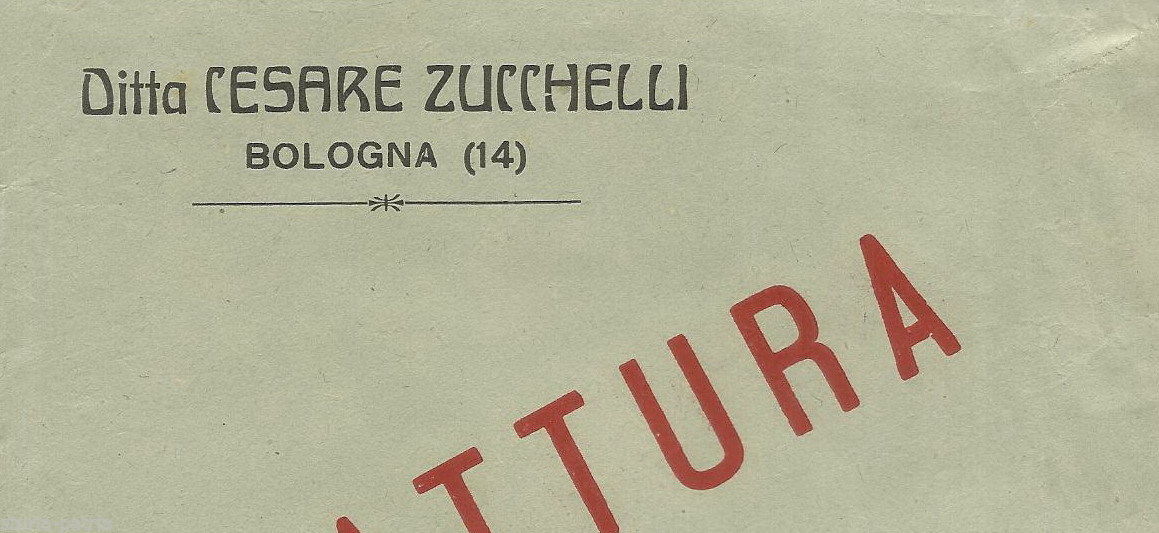 Ditta CESARE ZUCCHELLI
BOLOGNA (14)
ATTURA